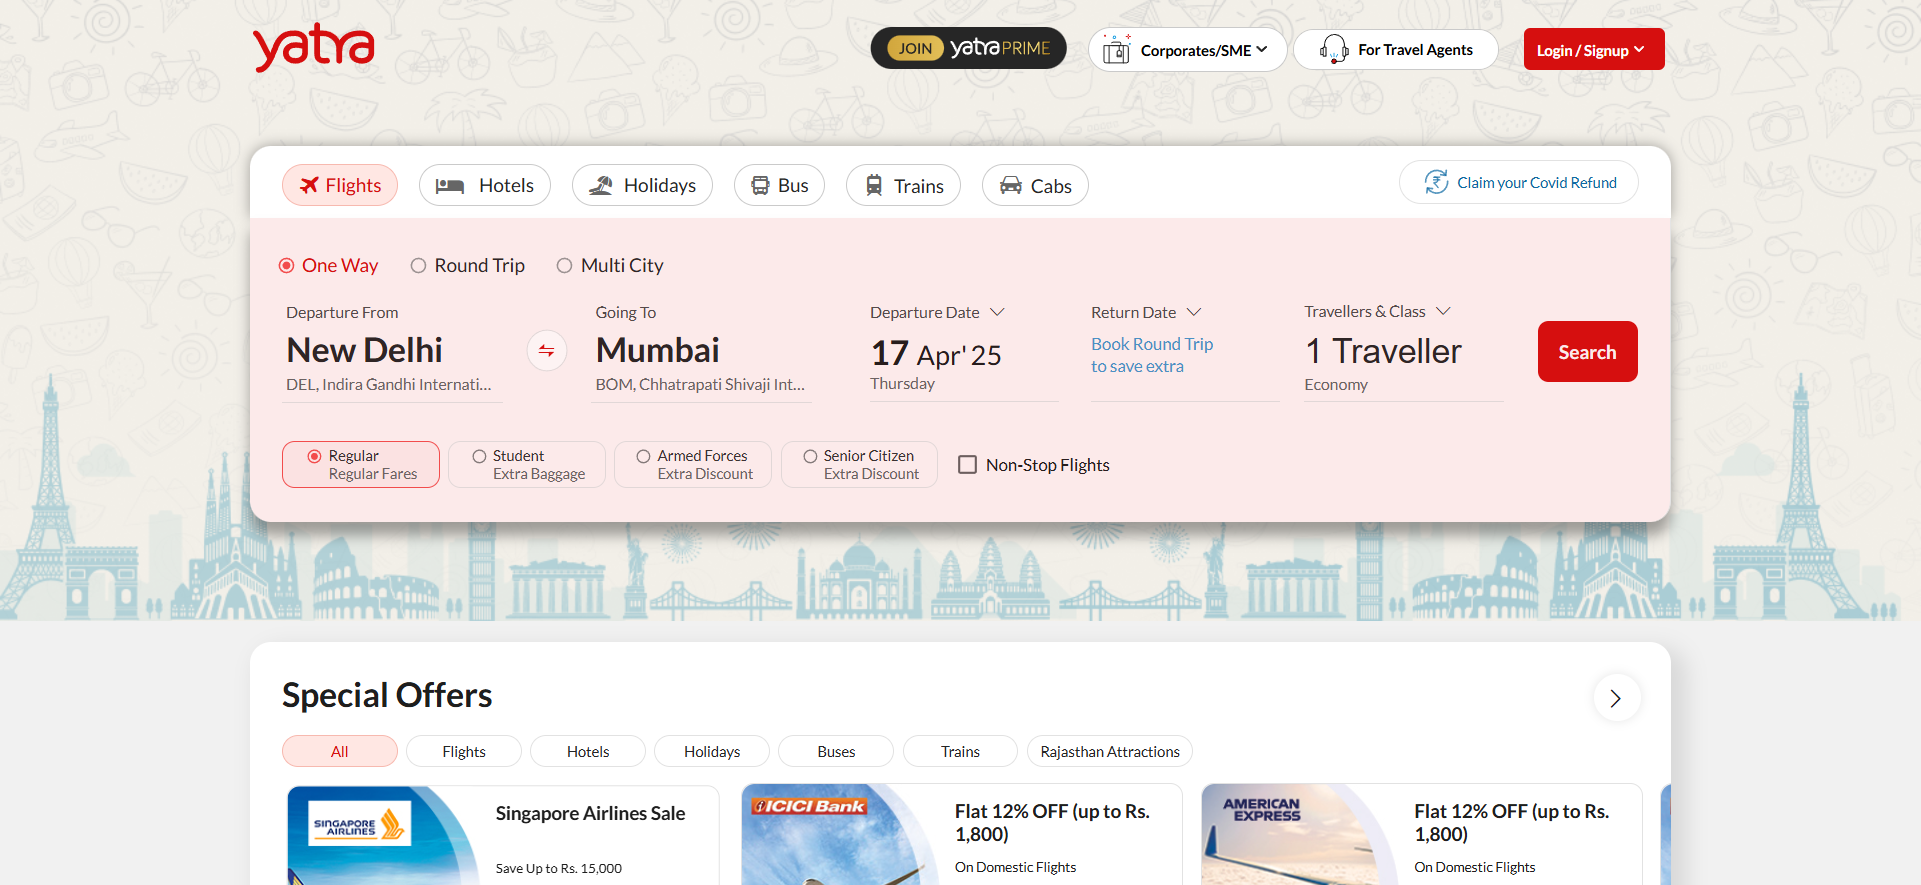 yatra
JOIN yatra PRIME
Corporates/SME
For Travel Agents
Login / Signup
Flights
Hotels
Holidays
Bus
Trains
Cabs
Claim your Covid Refund
One Way
Round Trip
Multi City
Departure From
New Delhi
DEL, Indira Gandhi Internati...
Going To
Mumbai
BOM, Chhatrapati Shivaji Int...
Departure Date
17 Apr' 25
Thursday
Return Date
Book Round Trip
to save extra
Travellers & Class
1 Traveller
Economy
Search
Regular
Regular Fares
Student
Extra Baggage
Armed Forces
Extra Discount
Senior Citizen
Extra Discount
Non-Stop Flights
Special Offers
All
Flights
Hotels
Holidays
Buses
Trains
Rajasthan Attractions
SINGAPORE
AIRLINES
Singapore Airlines Sale
Save Up to Rs. 15,000
ICICI Bank
Flat 12% OFF (up to Rs.
1,800)
On Domestic Flights
AMERICAN
EXPRESS
Flat 12% OFF (up to Rs.
1,800)
On Domestic Flights